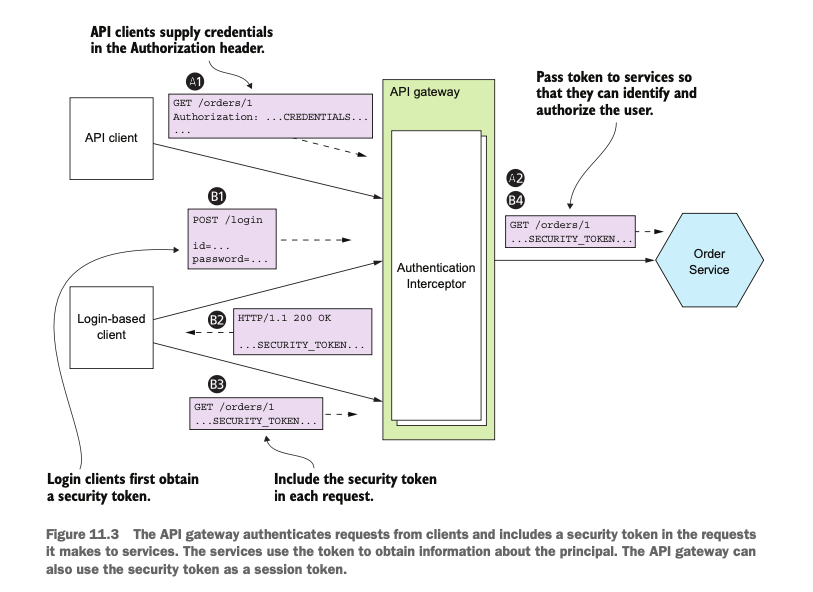 API clients supply credentials
in the Authorization header.
A1
GET /orders/1
Authorization: ...CREDENTIALS...
...
API client
API gateway
Pass token to services so
that they can identify and
authorize the user.
A2
B4
GET /orders/1
...SECURITY_TOKEN...
Order
Service
B1
POST /login
id=...
password=...
Authentication
Interceptor
Login-based
client
B2
HTTP/1.1 200 OK
...SECURITY_TOKEN...
B3
GET /orders/1
...SECURITY_TOKEN...
Login clients first obtain
a security token.
Include the security token
in each request.
Figure 11.3 The API gateway authenticates requests from clients and includes a security token in the requests
it makes to services. The services use the token to obtain information about the principal. The API gateway can
also use the security token as a session token.